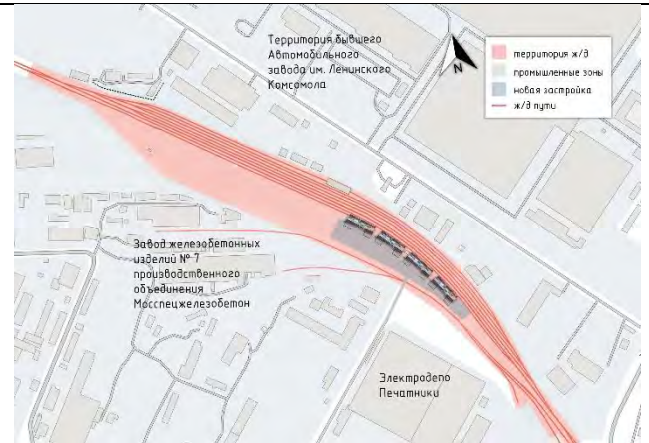 Территория бывшего
Автомобильного
завода им. Ленинского
Комсомола
N
территория ж/д
промышленные зоны
новая застройка
ж/д пути
Завод железобетонных
изделий № 7
производственного
объединения
Мосспецжелезобетон
Электродепо
Печатники